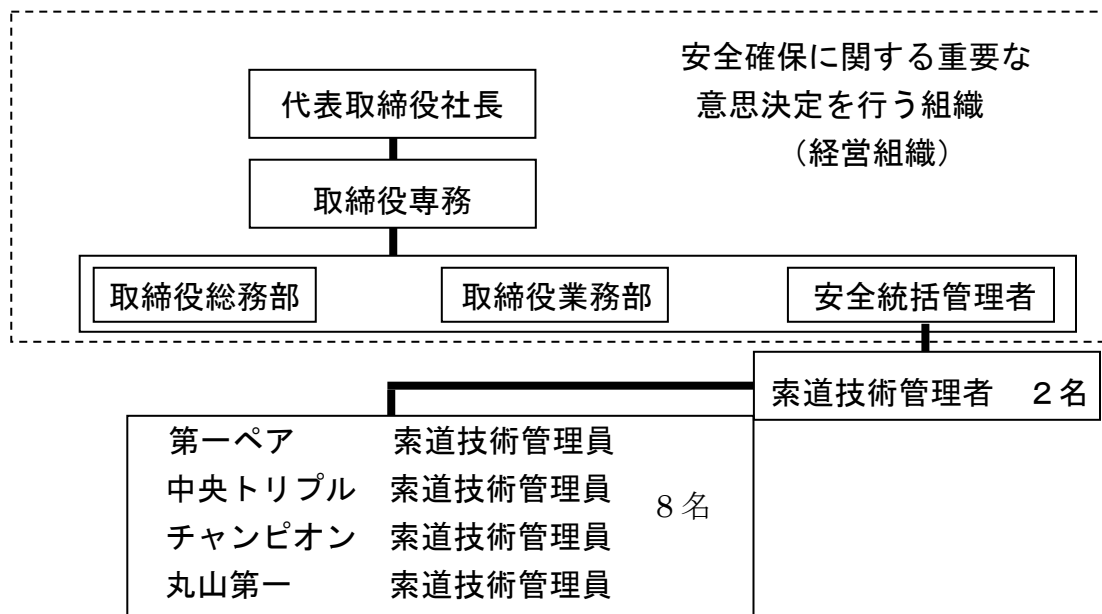 安全確保に関する重要な
意思決定を行う組織
（経営組織）
代表取締役社長
取締役専務
取締役総務部 取締役業務部 安全統括管理者
索道技術管理者 ２名
第一ペア 索道技術管理員
中央トリプル 索道技術管理員
８名
チャンピオン 索道技術管理員
丸山第一 索道技術管理員